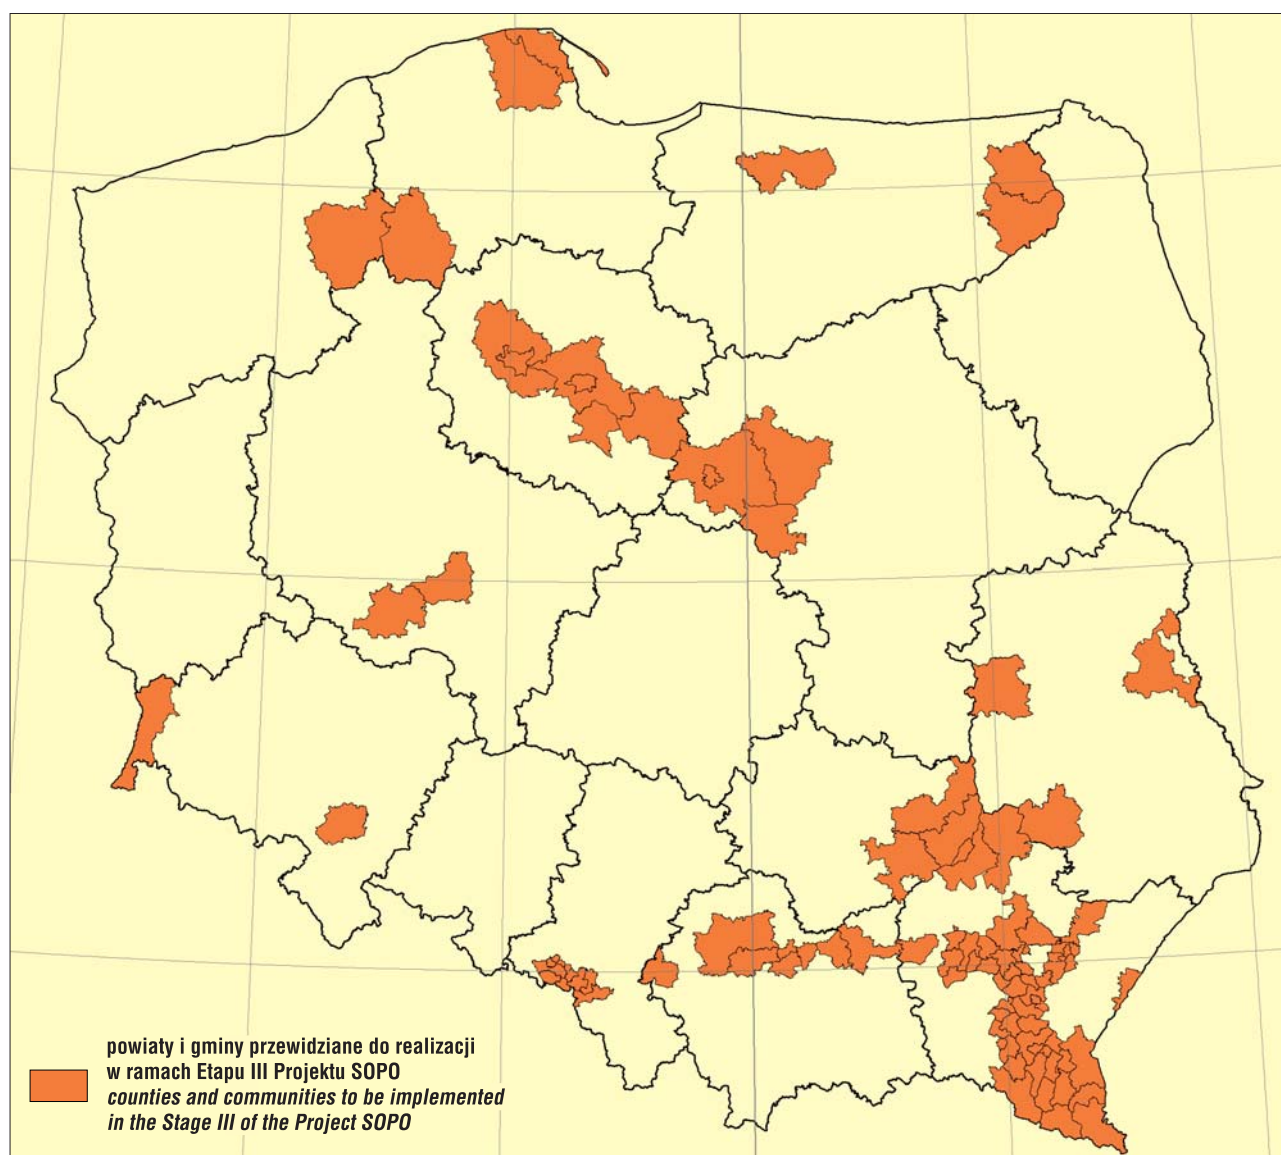 powiaty i gminy przewidziane do realizacji
w ramach Etapu III Projektu SOPO
counties and communities to be implemented
in the Stage III of the Project SOPO